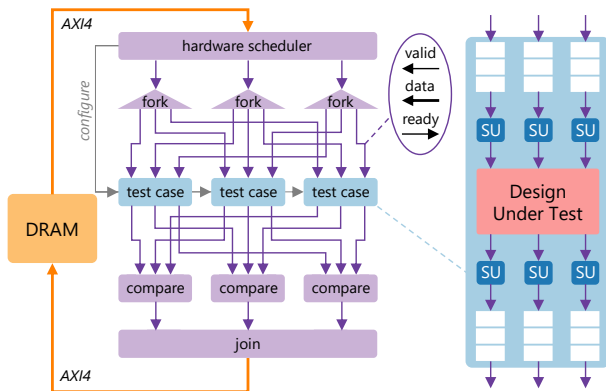 AXI4
hardware scheduler
configure
fork
fork
fork
valid
data
ready
test case
test case
test case
DRAM
compare
compare
compare
join
AXI4
SU
SU
SU
Design
Under Test
SU
SU
SU